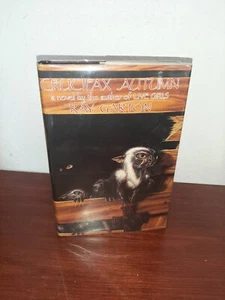 CRUCIFAX AUTUMN
a novel by the author of LIVE GIRLS
RAY GARTON